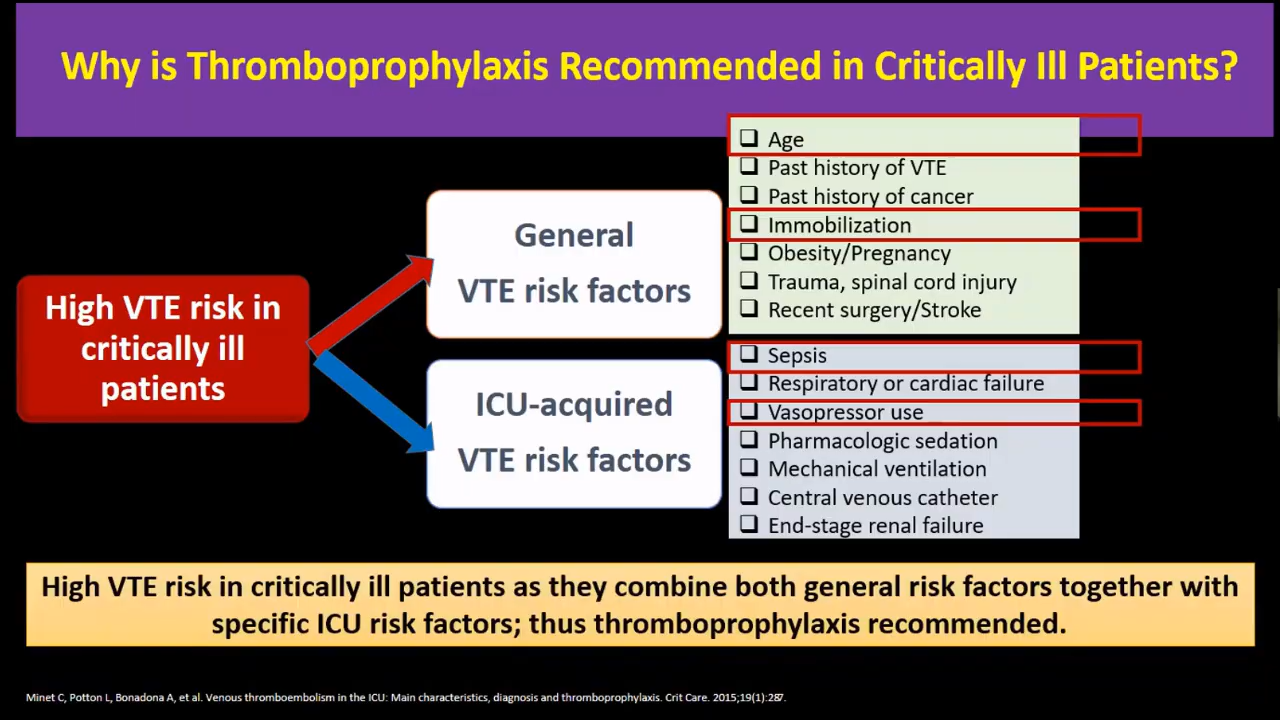 Why is Thromboprophylaxis Recommended in Critically Ill Patients?
High VTE risk in
critically ill
patients
General
VTE risk factors
❑ Age
❑ Past history of VTE
❑ Past history of cancer
❑ Immobilization
❑ Obesity/Pregnancy
❑ Trauma, spinal cord injury
❑ Recent surgery/Stroke
ICU-acquired
VTE risk factors
❑ Sepsis
❑ Respiratory or cardiac failure
❑ Vasopressor use
❑ Pharmacologic sedation
❑ Mechanical ventilation
❑ Central venous catheter
❑ End-stage renal failure
High VTE risk in critically ill patients as they combine both general risk factors together with
specific ICU risk factors; thus thromboprophylaxis recommended.
Minet C, Potton L, Bonadona A, et al. Venous thromboembolism in the ICU: Main characteristics, diagnosis and thromboprophylaxis. Crit Care. 2015;19(1):287.